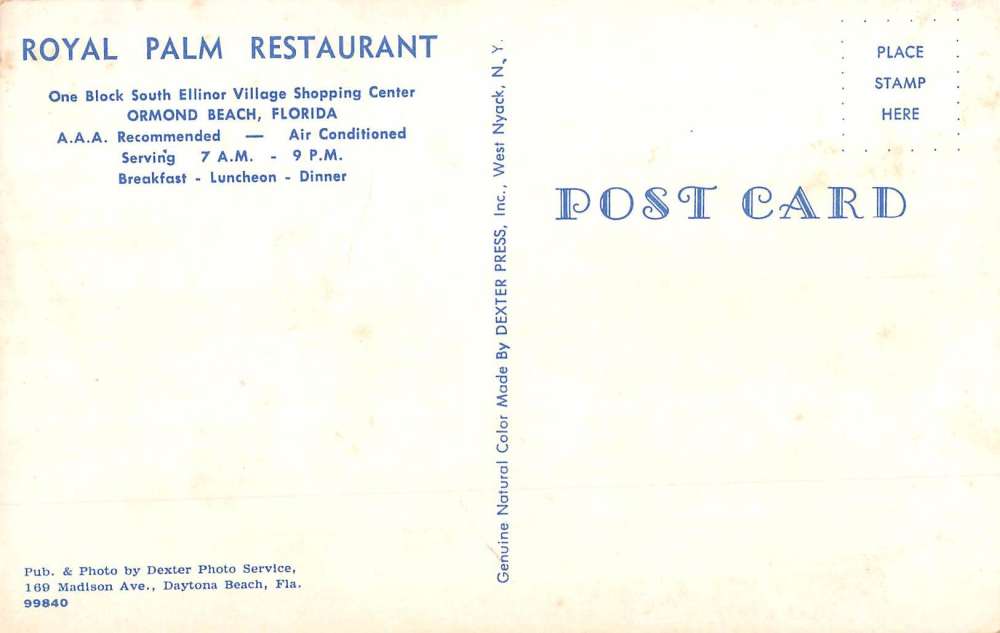 ROYAL PALM RESTAURANT
One Block South Ellinor Village Shopping Center
ORMOND BEACH, FLORIDA
A.A.A. Recommended — Air Conditioned
Serving 7 A.M. - 9 P.M.
Breakfast - Luncheon - Dinner
Pub. & Photo by Dexter Photo Service,
169 Madison Ave., Daytona Beach, Fla.
99840
Genuine Natural Color Made By DEXTER PRESS, Inc., West Nyack, N. Y.
PLACE
STAMP
HERE
POST CARD